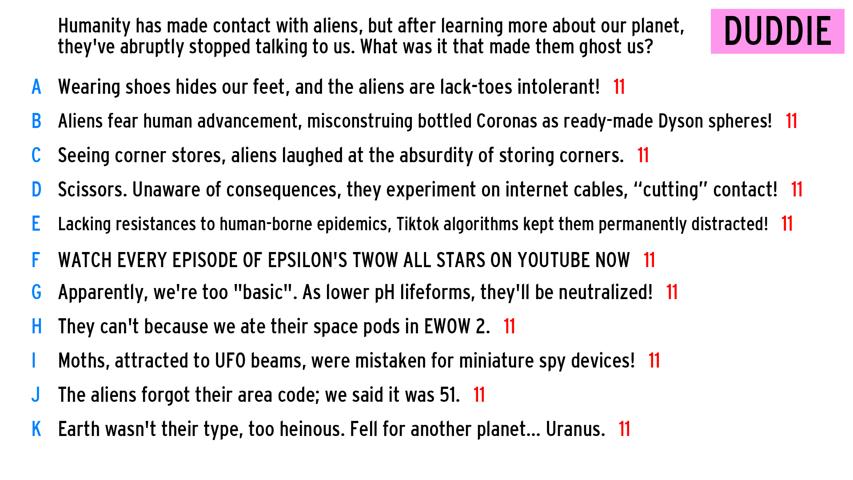 Humanity has made contact with aliens, but after learning more about our planet,
they've abruptly stopped talking to us. What was it that made them ghost us?
DUDDIE
A Wearing shoes hides our feet, and the aliens are lack-toes intolerant! 11
B Aliens fear human advancement, misconstruing bottled Coronas as ready-made Dyson spheres! 11
C Seeing corner stores, aliens laughed at the absurdity of storing corners. 11
D Scissors. Unaware of consequences, they experiment on internet cables, “cutting” contact! 11
E Lacking resistances to human-borne epidemics, Tiktok algorithms kept them permanently distracted! 11
F WATCH EVERY EPISODE OF EPSILON'S TWOW ALL STARS ON YOUTUBE NOW 11
G Apparently, we're too "basic". As lower pH lifeforms, they'll be neutralized! 11
H They can't because we ate their space pods in EWOW 2. 11
I Moths, attracted to UFO beams, were mistaken for miniature spy devices! 11
J The aliens forgot their area code; we said it was 51. 11
K Earth wasn't their type, too heinous. Fell for another planet... Uranus. 11